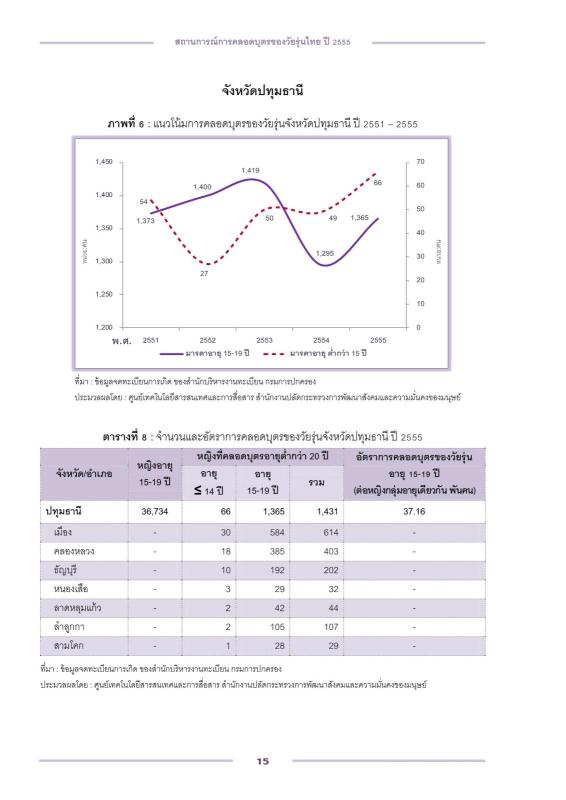 สถานการณ์การคลอดบุตรของวัยรุ่นไทย ปี 2555
จังหวัดปทุมธานี
ภาพที่ 6 : แนวโน้มการคลอดบุตรของวัยรุ่นจังหวัดปทุมธานี ปี 2551 – 2555
1,450
1,400
1,350
1,300
1,250
1,200
หน่วย:คน
70
60
50
40
30
20
10
0
หน่วย:คน
1,373
1,400
1,419
1,295
1,365
54
27
50
49
66
พ.ศ. 2551 2552 2553 2554 2555
มารดาอายุ 15-19 ปี มารดาอายุ ต่ำกว่า 15 ปี
ที่มา : ข้อมูลจดทะเบียนการเกิด ของสำนักบริหารงานทะเบียน กรมการปกครอง
ประมวลผลโดย : ศูนย์เทคโนโลยีสารสนเทศและการสื่อสาร สำนักงานปลัดกระทรวงการพัฒนาสังคมและความมั่นคงของมนุษย์
ตารางที่ 8 : จำนวนและอัตราการคลอดบุตรของวัยรุ่นจังหวัดปทุมธานี ปี 2555
จังหวัด/อำเภอ
หญิงอายุ
15-19 ปี
หญิงที่คลอดบุตรอายุต่ำกว่า 20 ปี
อายุ
≤ 14 ปี
อายุ
15-19 ปี
รวม
อัตราการคลอดบุตรของวัยรุ่น
อายุ 15-19 ปี
(ต่อหญิงกลุ่มอายุเดียวกัน พันคน)
ปทุมธานี 36,734 66 1,365 1,431 37.16
เมือง - 30 584 614 -
คลองหลวง - 18 385 403 -
ธัญบุรี - 10 192 202 -
หนองเสือ - 3 29 32 -
ลาดหลุมแก้ว - 2 42 44 -
ลำลูกกา - 2 105 107 -
สามโคก - 1 28 29 -
ที่มา : ข้อมูลจดทะเบียนการเกิด ของสำนักบริหารงานทะเบียน กรมการปกครอง
ประมวลผลโดย : ศูนย์เทคโนโลยีสารสนเทศและการสื่อสาร สำนักงานปลัดกระทรวงการพัฒนาสังคมและความมั่นคงของมนุษย์
15